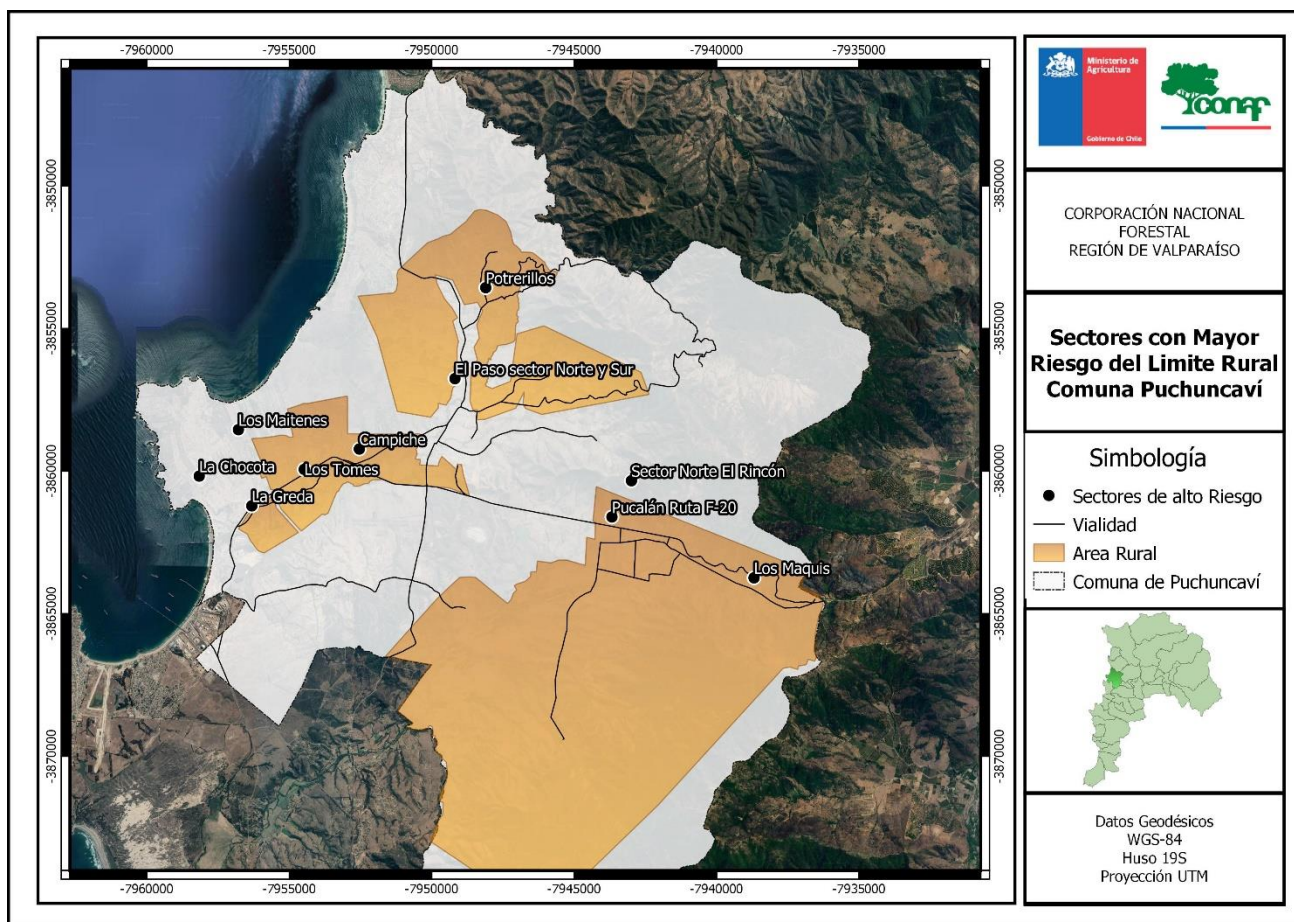 -7960000
-7955000
-7950000
-7945000
-7940000
-7935000
-3850000
-3855000
-3860000
-3865000
-3870000
Potrerillos
El Paso sector Norte y Sur
Los Maitenes
Campiche
La Chocota
Los Tomes
La Greda
Sector Norte El Rincón
Pucalán Ruta F-20
Los Maquis
-3850000
-3855000
-3860000
-3865000
-3870000
-7960000
-7955000
-7950000
-7945000
-7940000
-7935000
Ministerio de
Agricultura
Gobierno de Chile
conaf
CORPORACIÓN NACIONAL
FORESTAL
REGIÓN DE VALPARAÍSO
Sectores con Mayor
Riesgo del Limite Rural
Comuna Puchuncaví
Simbología
Sectores de alto Riesgo
Vialidad
Area Rural
Comuna de Puchuncaví
Datos Geodésicos
WGS-84
Huso 19S
Proyección UTM